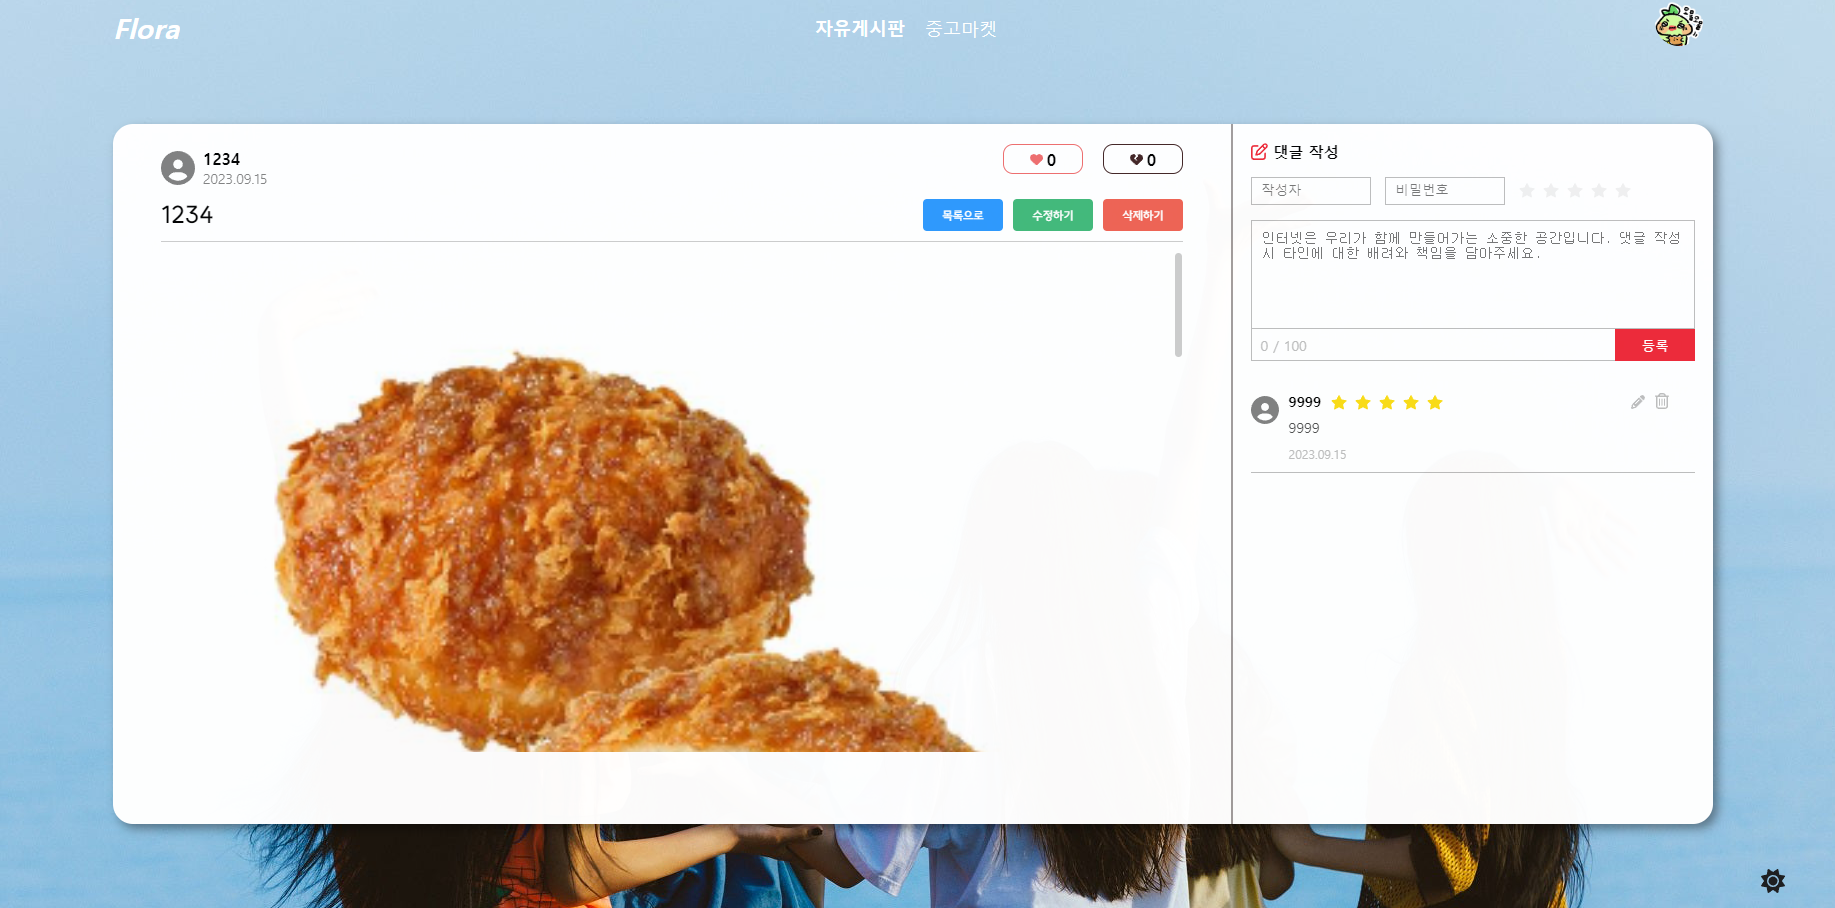 Flora
자유게시판 중고마켓
1234
2023.09.15
0
0
1234
목록으로
수정하기
삭제하기
댓글 작성
작성자
비밀번호
인터넷은 우리가 함께 만들어가는 소중한 공간입니다. 댓글 작성
시 타인에 대한 배려와 책임을 담아주세요.
0 / 100
등록
9999
9999
2023.09.15